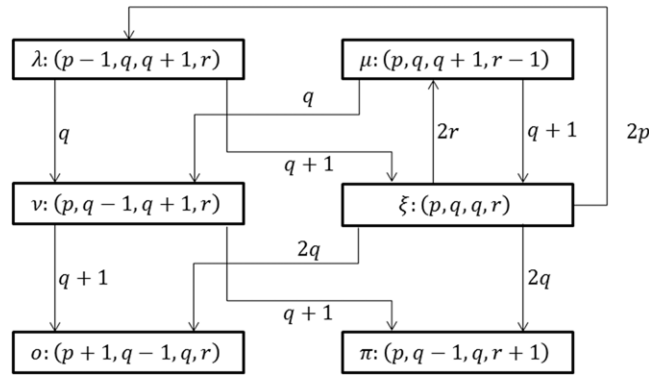 λ: (p − 1, q, q + 1, r)
μ: (p, q, q + 1, r − 1)
q
q
2r
q + 1
2p
q + 1
ν: (p, q − 1, q + 1, r)
ξ: (p, q, q, r)
2q
q + 1
2q
q + 1
o: (p + 1, q − 1, q, r)
π: (p, q − 1, q, r + 1)